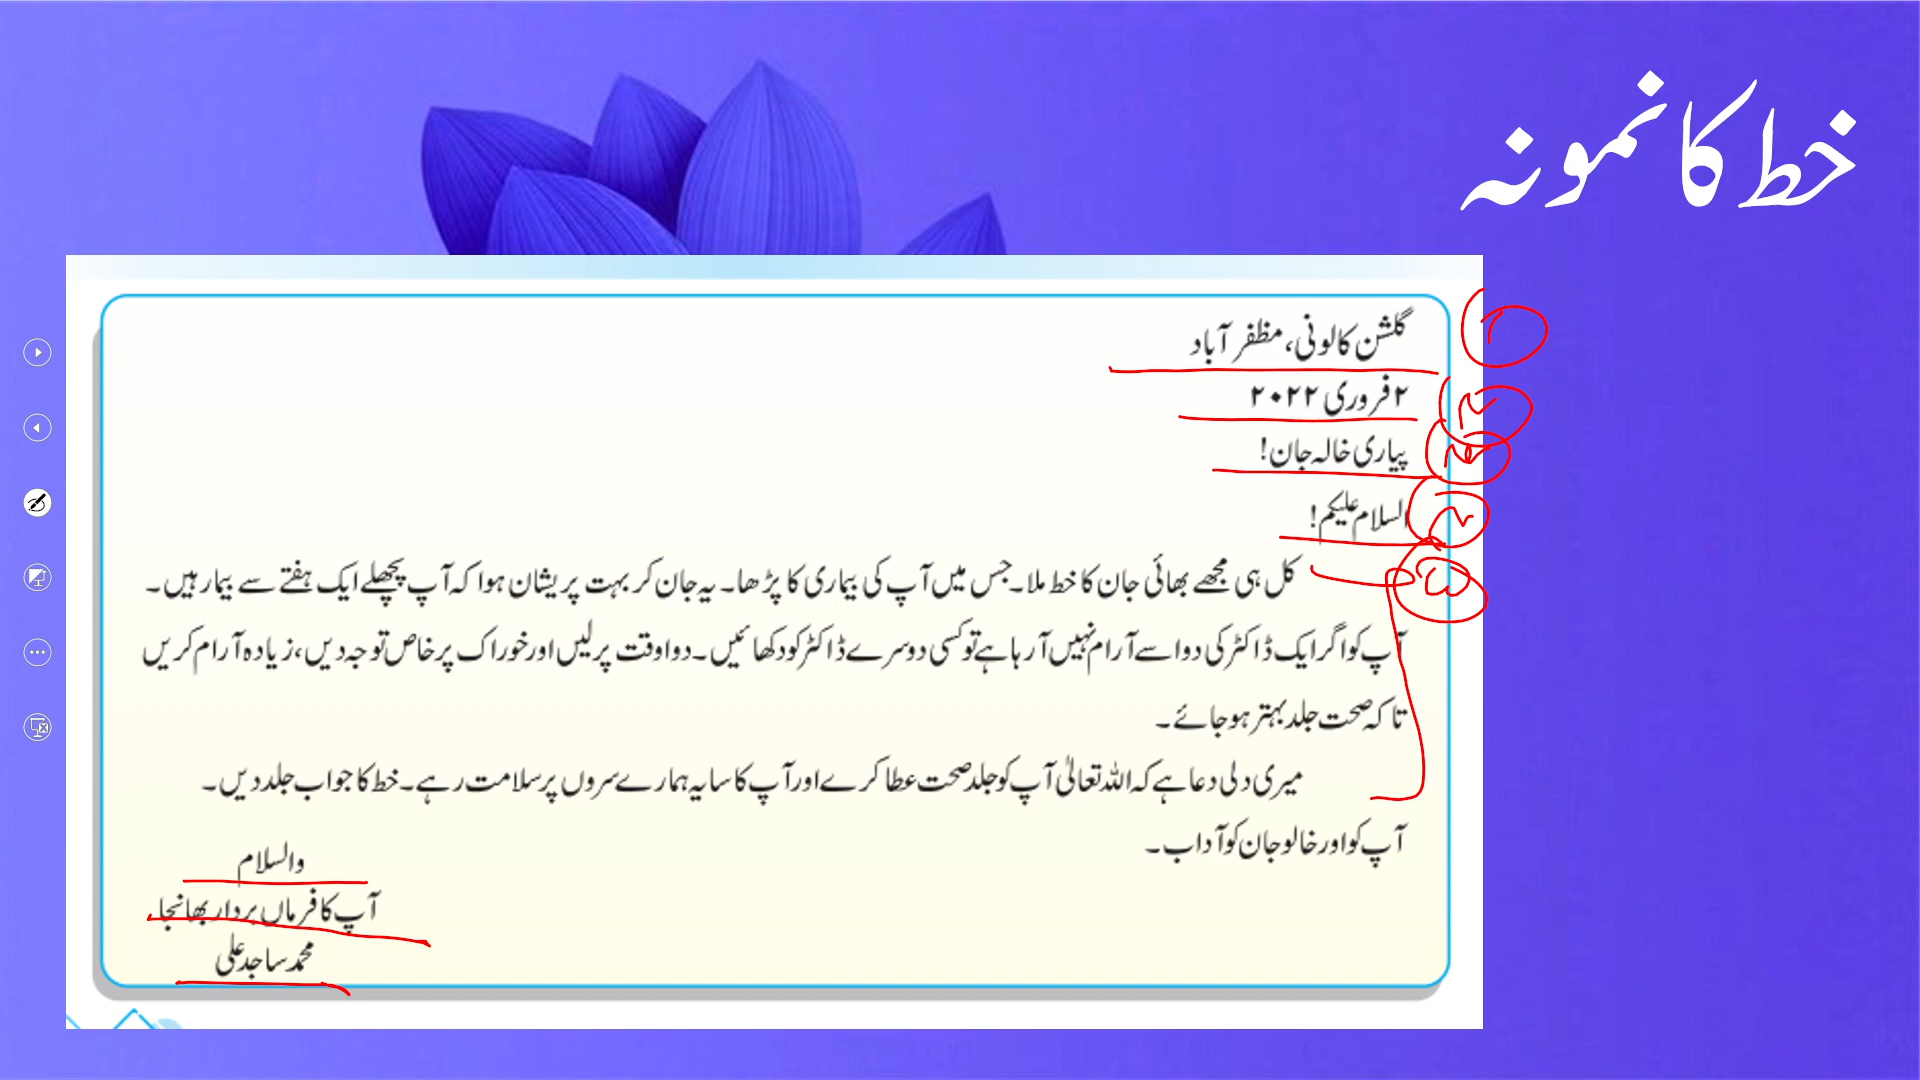 خط کا نمونہ
گلشن کالونی، مظفر آباد
۲ فروری ۲۰۲۲
پیاری خالہ جان!
السلام علیکم!
کل ہی مجھے بھائی جان کا خط ملا۔ جس میں آپ کی بیماری کا پڑھا۔ یہ جان کر بہت پریشان ہوا کہ آپ پچھلے ایک ہفتے سے بیمار ہیں۔
آپ کو اگر ایک ڈاکٹر کی دوا سے آرام نہیں آ رہا ہے تو کسی دوسرے ڈاکٹر کو دکھائیں۔ دوا وقت پر لیں اور خوراک پر خاص توجہ دیں، زیادہ آرام کریں
تاکہ صحت جلد بہتر ہو جائے۔
میری دلی دعا ہے کہ اللہ تعالیٰ آپ کو جلد صحت عطا کرے اور آپ کا سایہ ہمارے سروں پر سلامت رہے۔ خط کا جواب جلد دیں۔
آپ کو اور خالو جان کو آداب۔
والسلام
آپ کا فرماں بردار بھانجا
محمد ساجد علی
۱
۲
۳
۴
۵